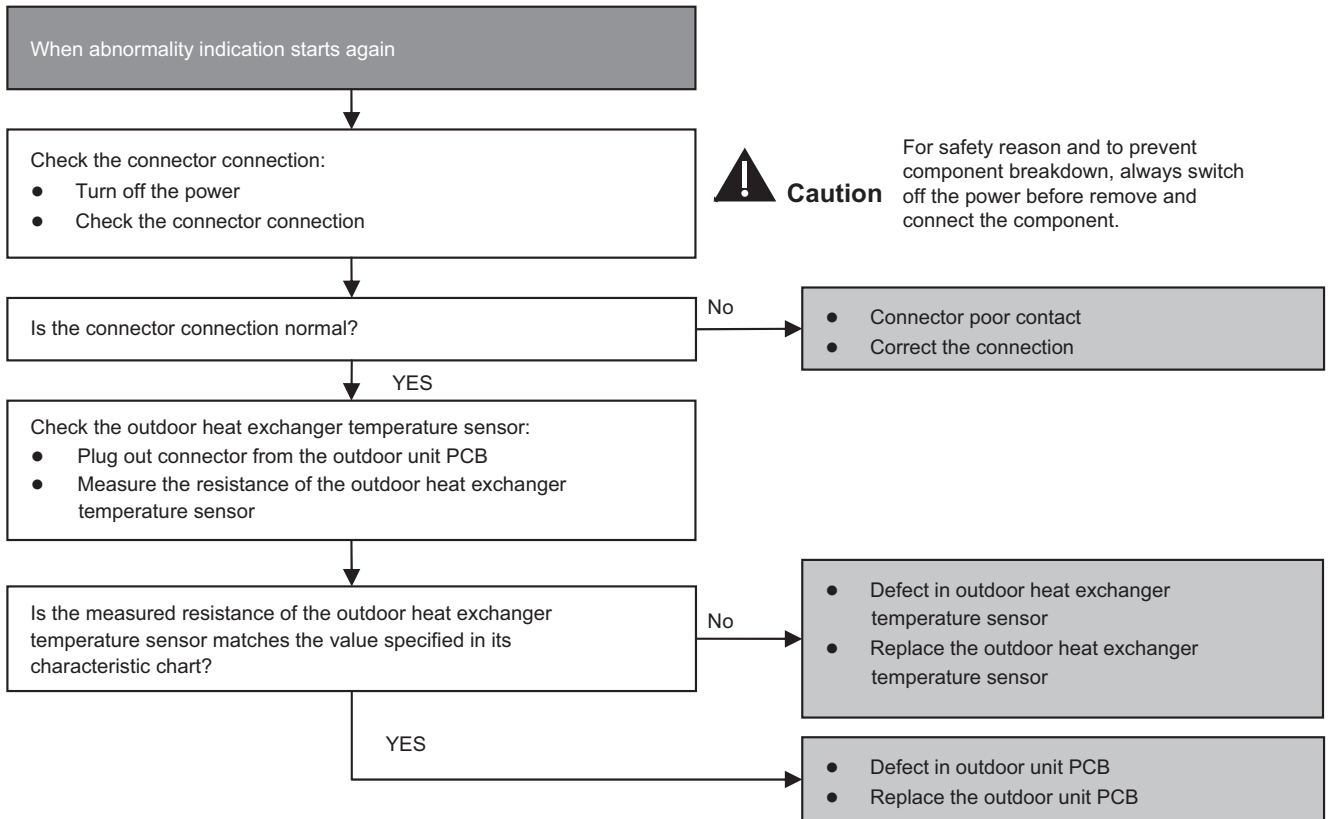 When abnormality indication starts again
Check the connector connection:
● Turn off the power
● Check the connector connection
Caution
For safety reason and to prevent
component breakdown, always switch
off the power before remove and
connect the component.
Is the connector connection normal?
No
● Connector poor contact
● Correct the connection
YES
Check the outdoor heat exchanger temperature sensor:
● Plug out connector from the outdoor unit PCB
● Measure the resistance of the outdoor heat exchanger
temperature sensor
Is the measured resistance of the outdoor heat exchanger
temperature sensor matches the value specified in its
characteristic chart?
No
● Defect in outdoor heat exchanger
temperature sensor
● Replace the outdoor heat exchanger
temperature sensor
YES
● Defect in outdoor unit PCB
● Replace the outdoor unit PCB